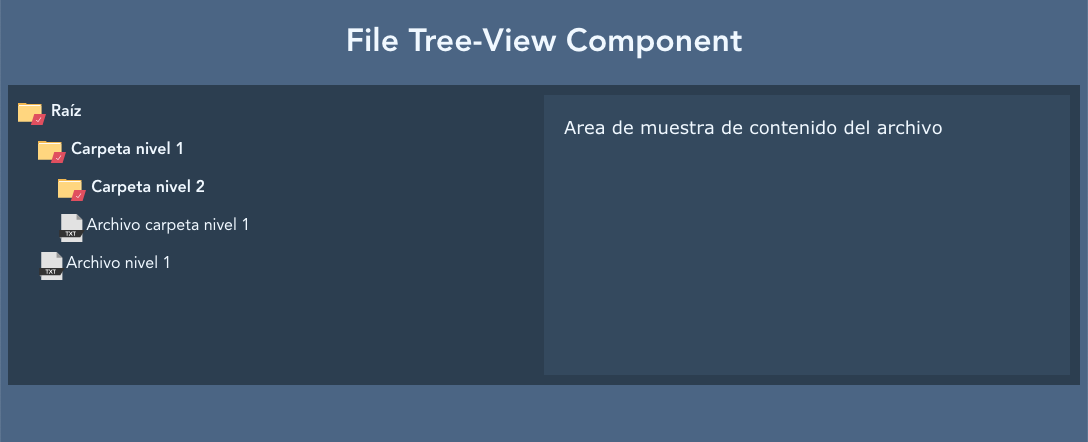 File Tree-View Component
Raíz
Carpeta nivel 1
Carpeta nivel 2
TXT Archivo carpeta nivel 1
TXT Archivo nivel 1
Area de muestra de contenido del archivo